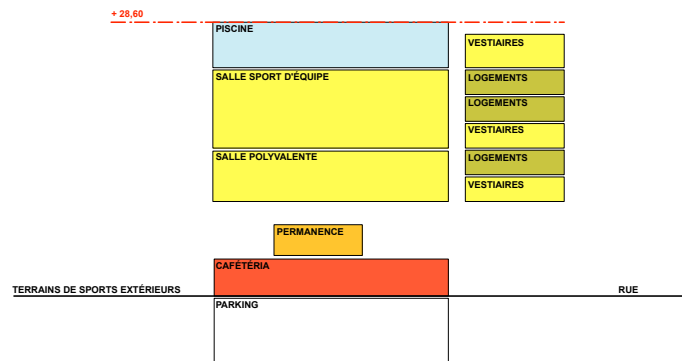 + 28,60
PISCINE
VESTIAIRES
SALLE SPORT D'ÉQUIPE
LOGEMENTS
LOGEMENTS
VESTIAIRES
SALLE POLYVALENTE
LOGEMENTS
VESTIAIRES
PERMANENCE
CAFÉTÉRIA
TERRAINS DE SPORTS EXTÉRIEURS
RUE
PARKING